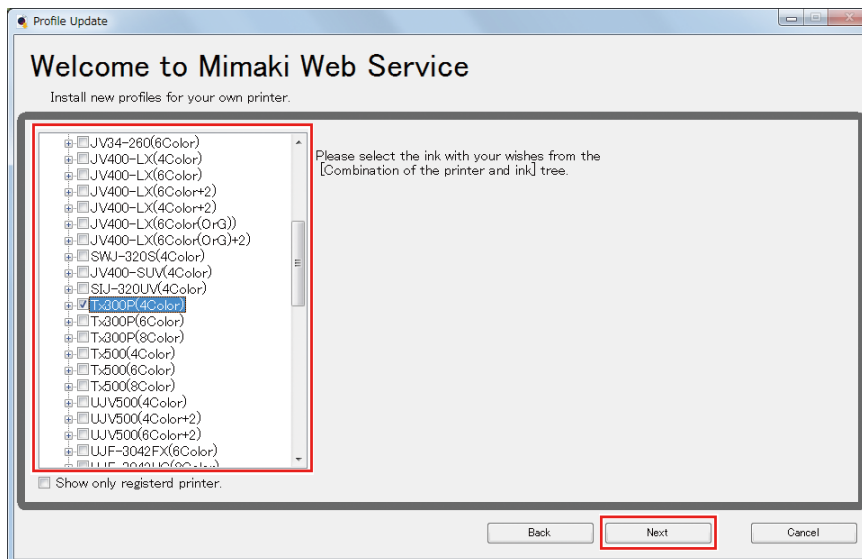 Profile Update
Welcome to Mimaki Web Service
Install new profiles for your own printer.
JV34-260(6Color)
JV400-LX(4Color)
JV400-LX(6Color)
JV400-LX(6Color+2)
JV400-LX(4Color+2)
JV400-LX(6Color(OrG))
JV400-LX(6Color(OrG)+2)
SWJ-320S(4Color)
JV400-SUV(4Color)
SIJ-320UV(4Color)
Tx300P(4Color)
Tx300P(6Color)
Tx300P(8Color)
Tx500(4Color)
Tx500(6Color)
Tx500(8Color)
UJV500(4Color)
UJV500(4Color+2)
UJV500(6Color+2)
UJF-3042FX(6Color)
Please select the ink with your wishes from the
[Combination of the printer and ink] tree.
Show only registerd printer.
Back
Next
Cancel